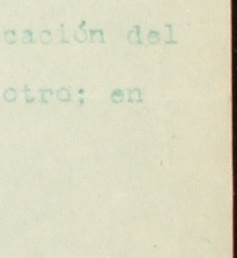 cación del
otro; en